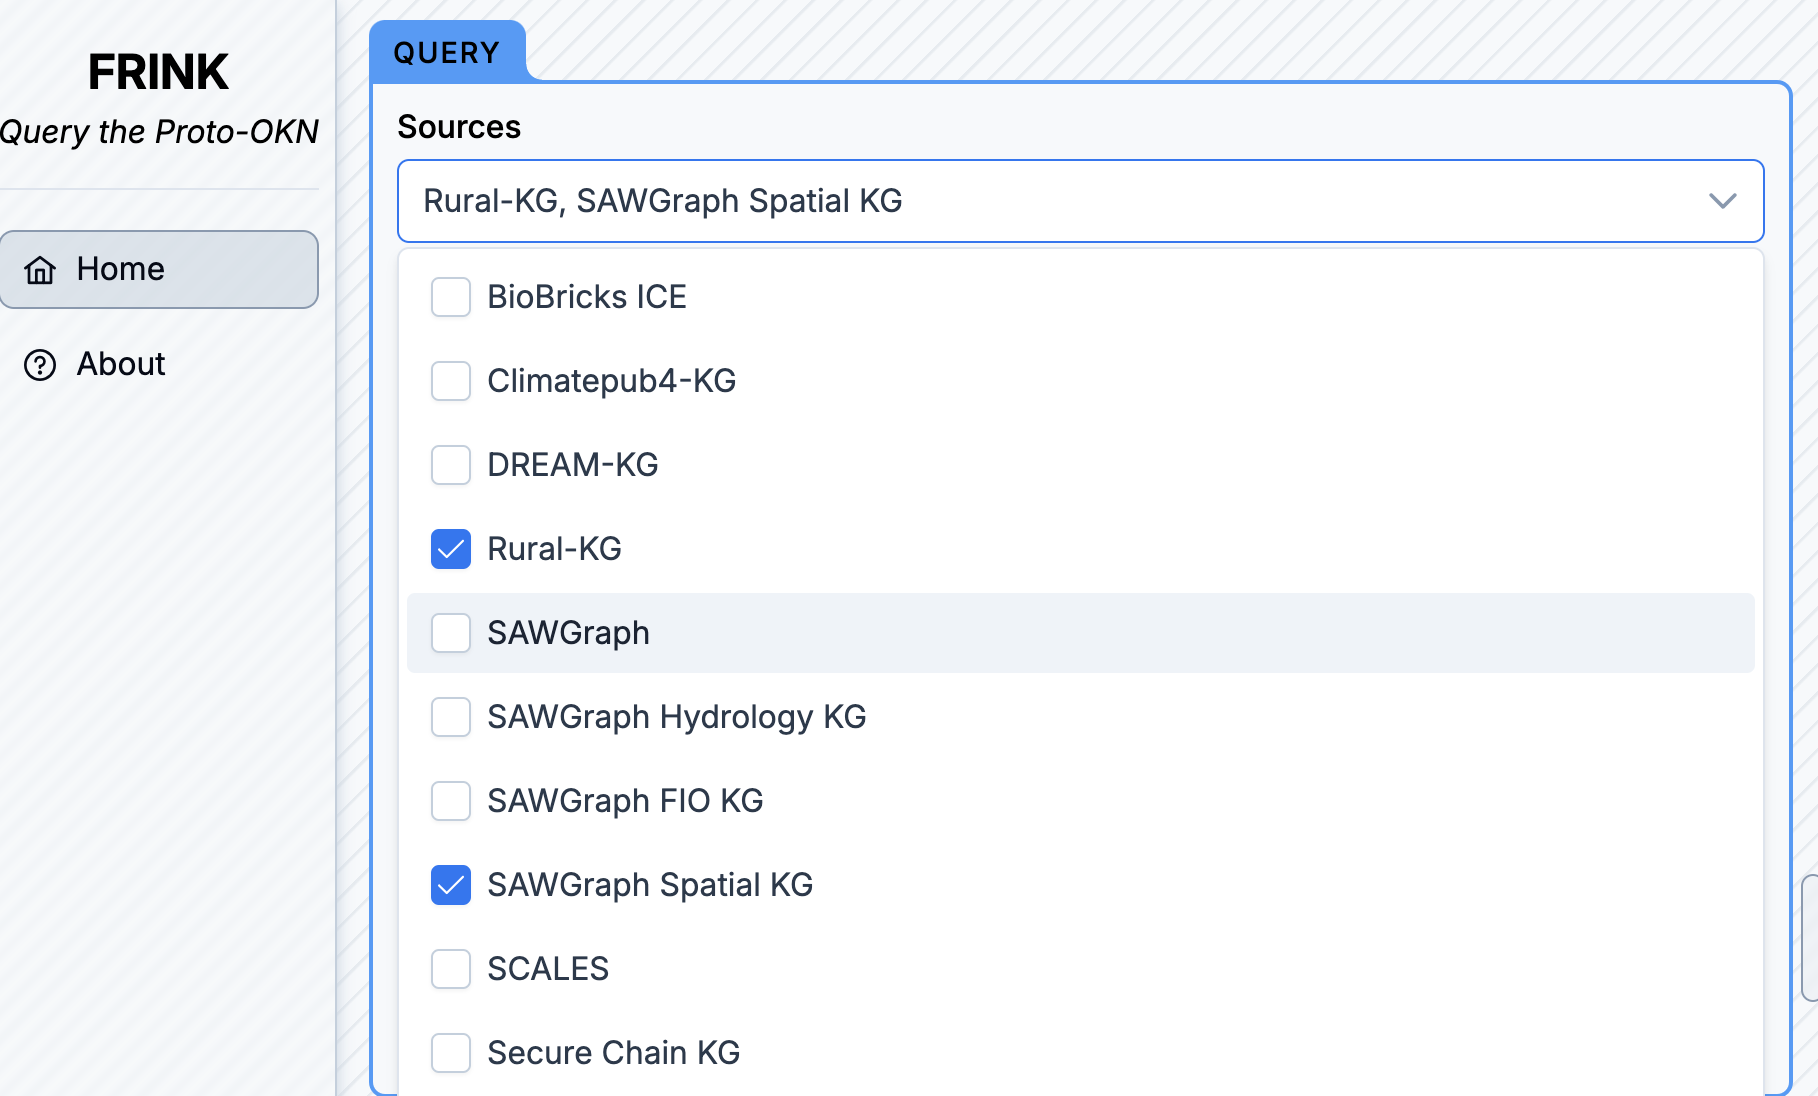 FRINK
Query the Proto-OKN
Home
About
QUERY
Sources
Rural-KG, SAWGraph Spatial KG
BioBricks ICE
Climatepub4-KG
DREAM-KG
Rural-KG
SAWGraph
SAWGraph Hydrology KG
SAWGraph FIO KG
SAWGraph Spatial KG
SCALES
Secure Chain KG